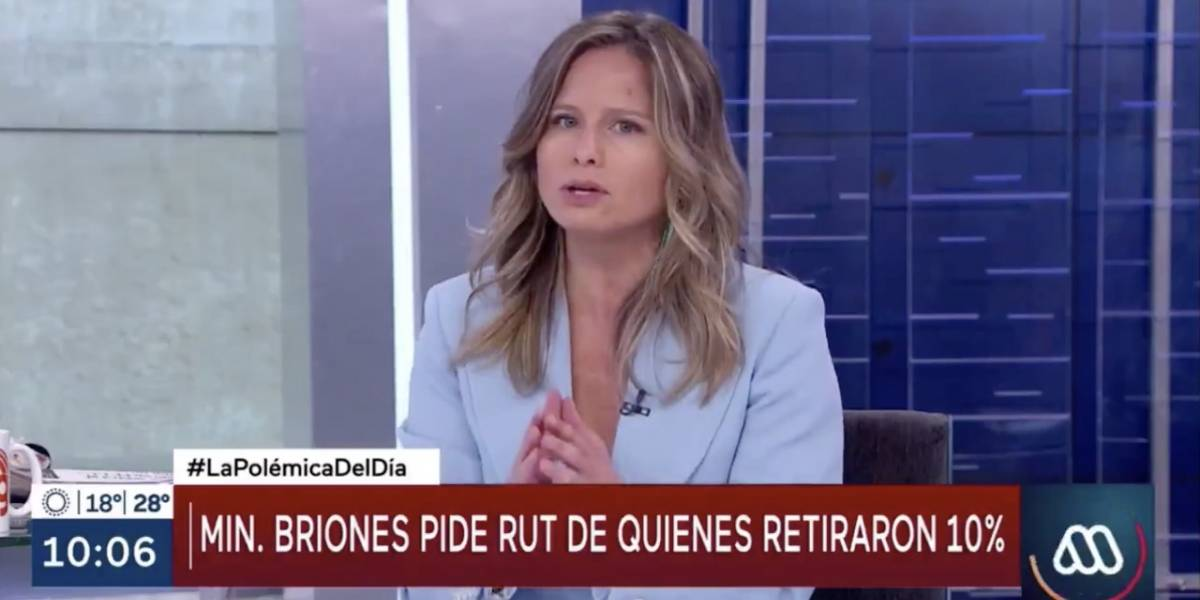 #LaPolémicaDelDía
18° 28°
10:06
MIN. BRIONES PIDE RUT DE QUIENES RETIRARON 10%